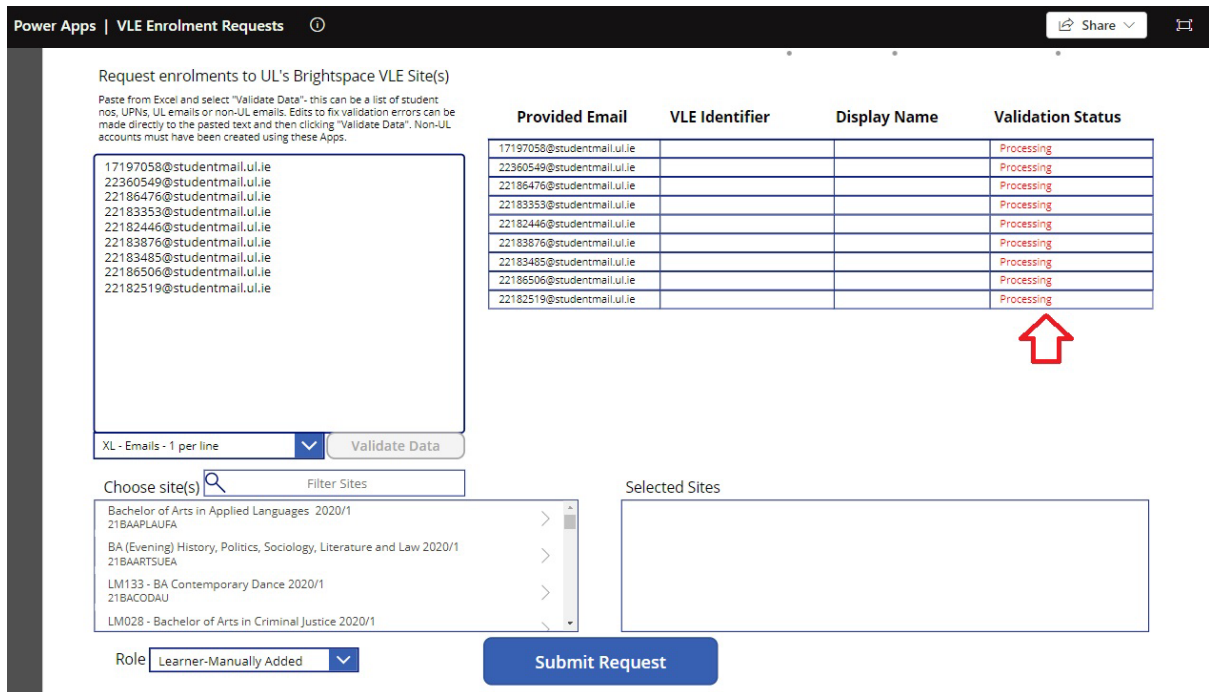 Power Apps | VLE Enrolment Requests
Share
Request enrolments to UL's Brightspace VLE Site(s)
Paste from Excel and select "Validate Data"- this can be a list of student
nos, UPNs, UL emails or non-UL emails. Edits to fix validation errors can be
made directly to the pasted text and then clicking "Validate Data". Non-UL
accounts must have been created using these Apps.
17197058@studentmail.ul.ie
22360549@studentmail.ul.ie
22186476@studentmail.ul.ie
22183353@studentmail.ul.ie
22182446@studentmail.ul.ie
22183876@studentmail.ul.ie
22183485@studentmail.ul.ie
22186506@studentmail.ul.ie
22182519@studentmail.ul.ie
XL - Emails - 1 per line
Validate Data
Provided Email VLE Identifier Display Name Validation Status
17197058@studentmail.ul.ie Processing
22360549@studentmail.ul.ie Processing
22186476@studentmail.ul.ie Processing
22183353@studentmail.ul.ie Processing
22182446@studentmail.ul.ie Processing
22183876@studentmail.ul.ie Processing
22183485@studentmail.ul.ie Processing
22186506@studentmail.ul.ie Processing
22182519@studentmail.ul.ie Processing
Choose site(s) Filter Sites
Bachelor of Arts in Applied Languages 2020/1
21BAAPLAUFA
BA (Evening) History, Politics, Sociology, Literature and Law 2020/1
21BAARTSUEA
LM133 - BA Contemporary Dance 2020/1
21BACODAU
LM028 - Bachelor of Arts in Criminal Justice 2020/1
Selected Sites
Role Learner-Manually Added
Submit Request